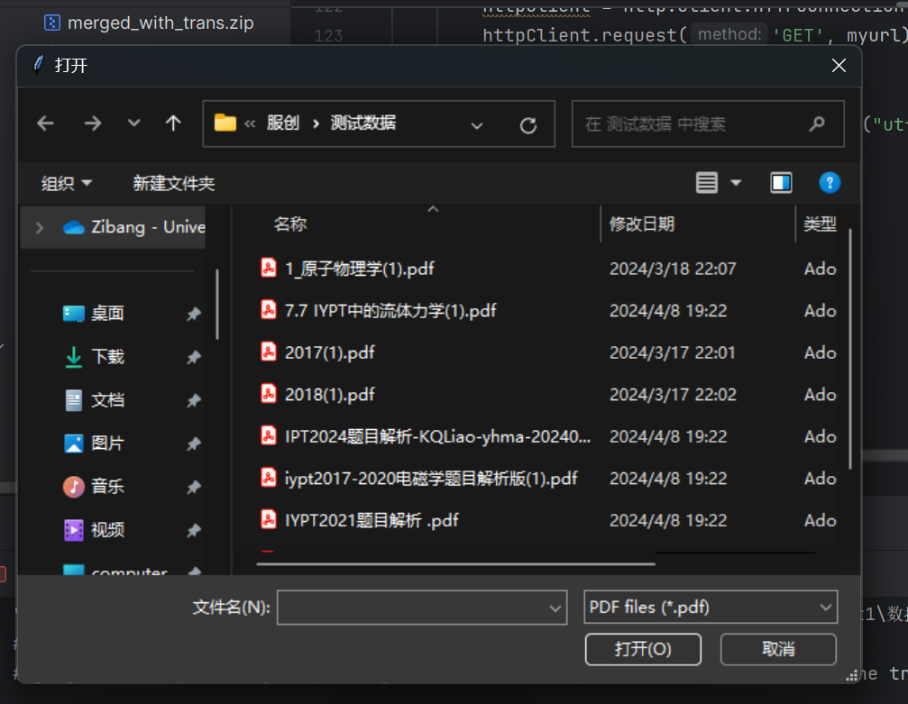 merged_with_trans.zip
122
123
httpClient.request( method: 'GET', myurl)
打开
« 服创 › 测试数据
在 测试数据 中搜索
("ut
组织
新建文件夹
Zibang - Unive
名称 修改日期 类型
1_原子物理学(1).pdf 2024/3/18 22:07 Ado
7.7 IYPT中的流体力学(1).pdf 2024/4/8 19:22 Ado
2017(1).pdf 2024/3/17 22:01 Ado
2018(1).pdf 2024/3/17 22:02 Ado
IPT2024题目解析-KQLiao-yhma-20240... 2024/4/8 19:22 Ado
iypt2017-2020电磁学题目解析版(1).pdf 2024/4/8 19:22 Ado
IYPT2021题目解析 .pdf 2024/4/8 19:22 Ado
桌面
下载
文档
图片
音乐
视频
computer
文件名(N):
PDF files (*.pdf)
打开(O)
取消
1\数
#
#
ne tr